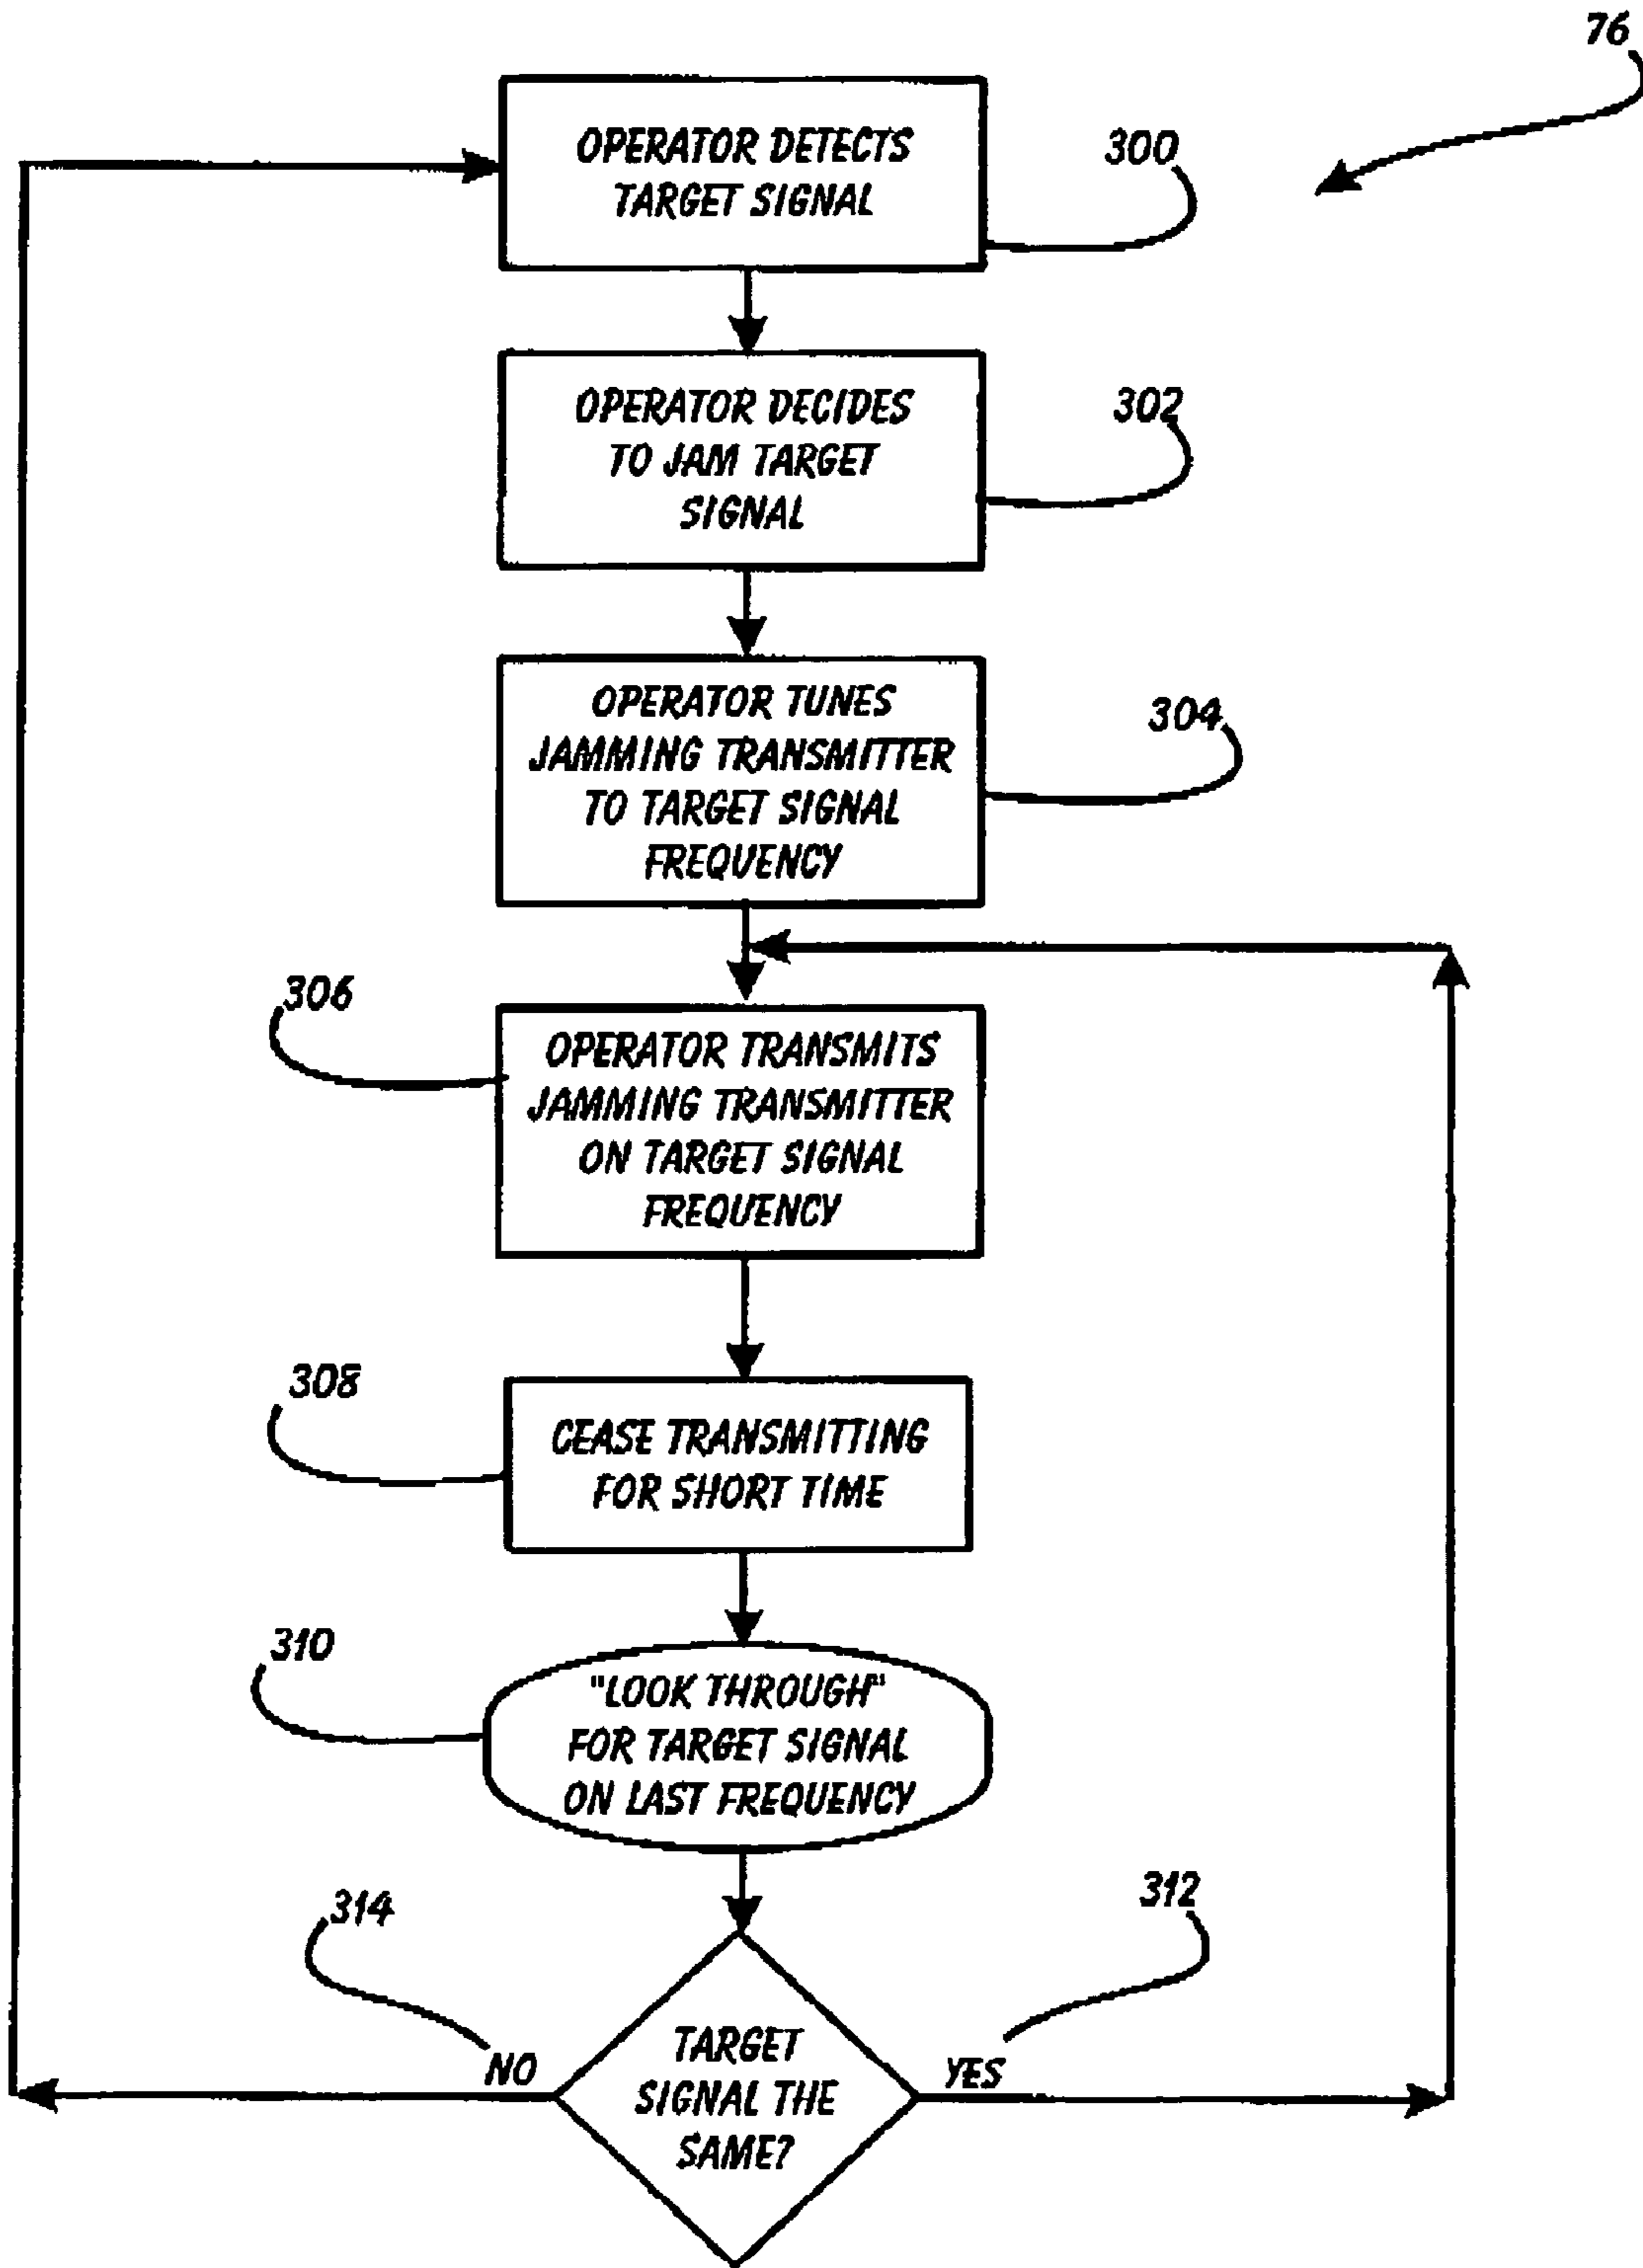 76
OPERATOR DETECTS
TARGET SIGNAL
300
OPERATOR DECIDES
TO JAM TARGET
SIGNAL
302
OPERATOR TUNES
JAMMING TRANSMITTER
TO TARGET SIGNAL
FREQUENCY
304
306
OPERATOR TRANSMITS
JAMMING TRANSMITTER
ON TARGET SIGNAL
FREQUENCY
308
CEASE TRANSMITTING
FOR SHORT TIME
310
"LOOK THROUGH"
FOR TARGET SIGNAL
ON LAST FREQUENCY
314
312
NO
YES
TARGET
SIGNAL THE
SAME?